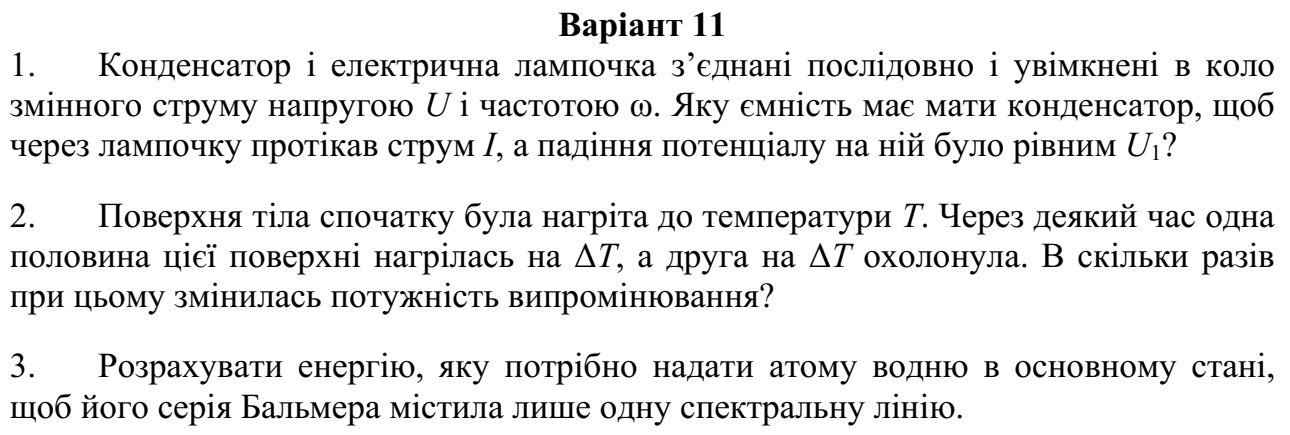 Варіант 11
1. Конденсатор і електрична лампочка з’єднані послідовно і увімкнені в коло
змінного струму напругою U і частотою ω. Яку ємність має мати конденсатор, щоб
через лампочку протікав струм I, а падіння потенціалу на ній було рівним U₁?
2. Поверхня тіла спочатку була нагріта до температури T. Через деякий час одна
половина цієї поверхні нагрілась на ΔT, а друга на ΔT охолонула. В скільки разів
при цьому змінилась потужність випромінювання?
3. Розрахувати енергію, яку потрібно надати атому водню в основному стані,
щоб його серія Бальмера містила лише одну спектральну лінію.